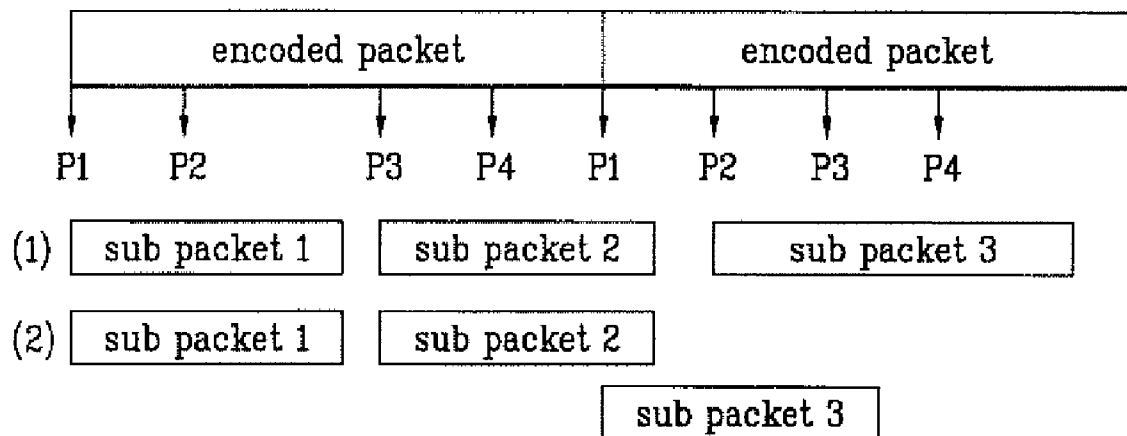 encoded packet encoded packet
P1 P2 P3 P4 P1 P2 P3 P4
(1) sub packet 1 sub packet 2 sub packet 3
(2) sub packet 1 sub packet 2
sub packet 3